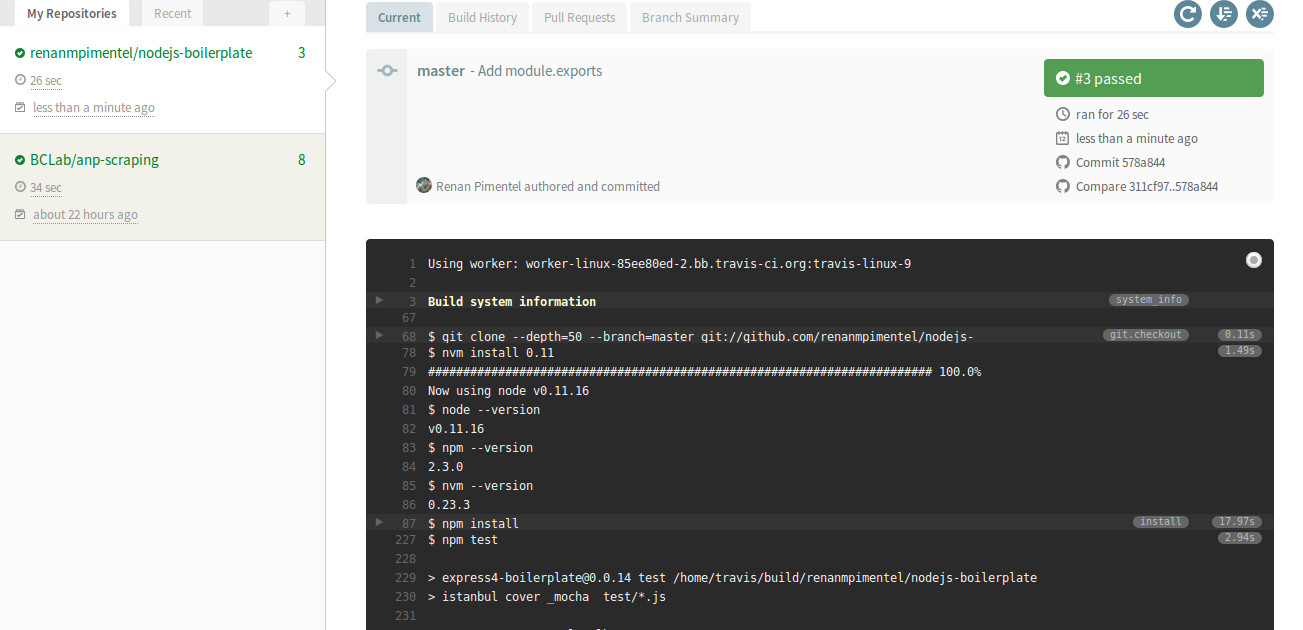 My Repositories Recent +
renanmpimentel/nodejs-boilerplate 3
26 sec
less than a minute ago
BCLab/anp-scraping 8
34 sec
about 22 hours ago
Current Build History Pull Requests Branch Summary
master - Add module.exports
Renan Pimentel authored and committed
#3 passed
ran for 26 sec
12 less than a minute ago
Commit 578a844
Compare 311cf97..578a844
1 Using worker: worker-linux-85ee80ed-2.bb.travis-ci.org:travis-linux-9
2
3 Build system information system_info
67
68 $ git clone --depth=50 --branch=master git://github.com/renanmpimentel/nodejs- git.checkout 0.11s
78 $ nvm install 0.11 1.49s
79 ######################################################################## 100.0%
80 Now using node v0.11.16
81 $ node --version
82 v0.11.16
83 $ npm --version
84 2.3.0
85 $ nvm --version
86 0.23.3
87 $ npm install install 17.97s
227 $ npm test 2.94s
228
229 > express4-boilerplate@0.0.14 test /home/travis/build/renanmpimentel/nodejs-boilerplate
230 > istanbul cover _mocha  test/*.js
231